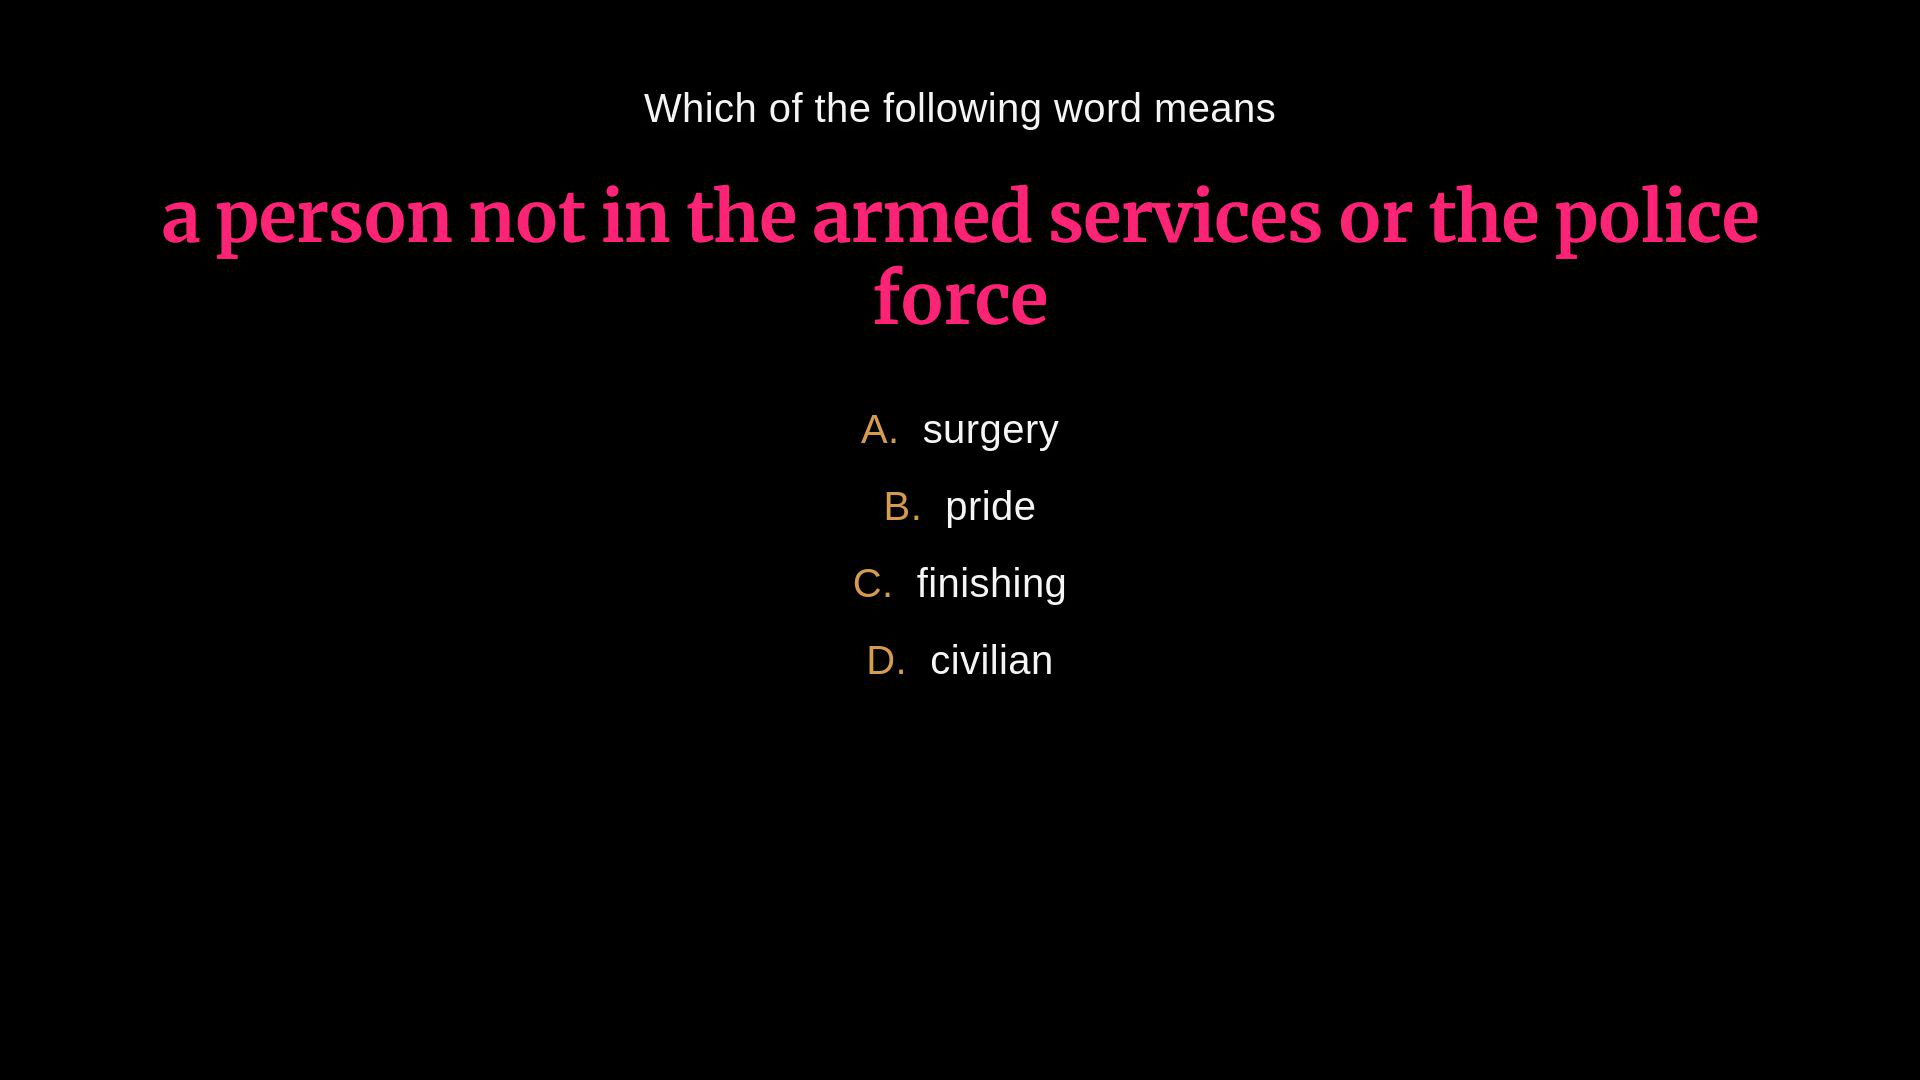 Which of the following word means
a person not in the armed services or the police
force
A. surgery
B. pride
C. finishing
D. civilian